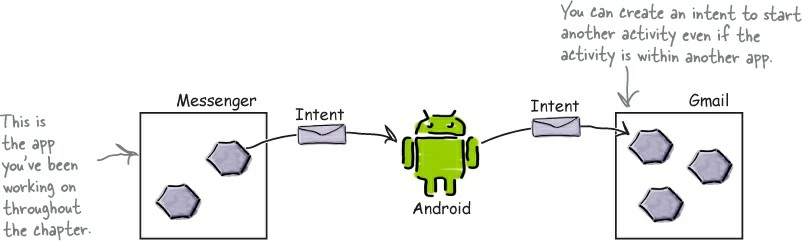 You can create an intent to start
another activity even if the
activity is within another app.
Messenger
Intent
Intent
Gmail
This is
the app
you've been
working on
throughout
the chapter.
Android